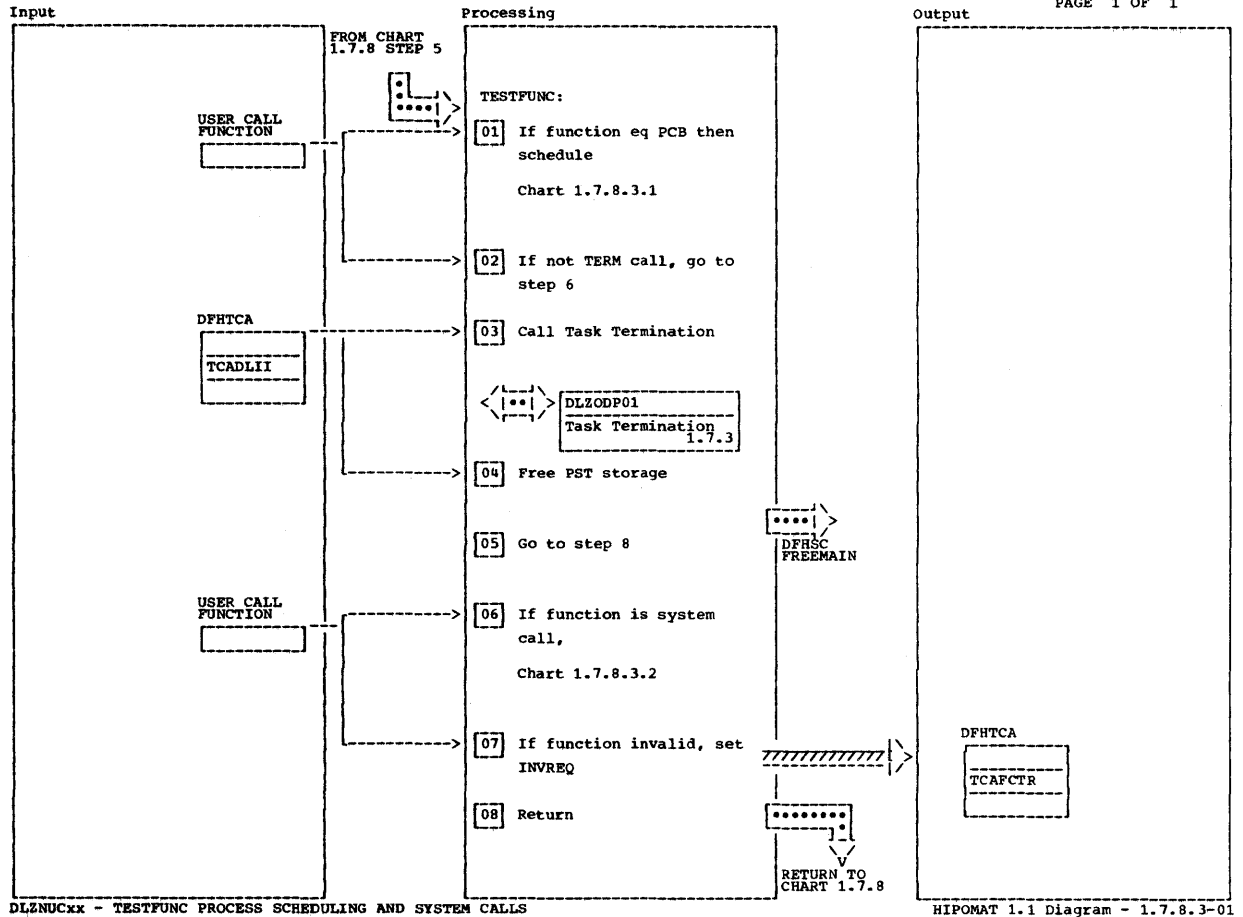 PAGE 1 OF 1
Input
Processing
Output
FROM CHART
1.7.8 STEP 5
TESTFUNC:
USER CALL
FUNCTION
01 If function eq PCB then
schedule
Chart 1.7.8.3.1
02 If not TERM call, go to
step 6
DFHTCA
TCADLII
03 Call Task Termination
DLZODP01
Task Termination
1.7.3
04 Free PST storage
DFHSC
FREEMAIN
05 Go to step 8
USER CALL
FUNCTION
06 If function is system
call,
Chart 1.7.8.3.2
07 If function invalid, set
INVREQ
DFHTCA
TCAFCTR
08 Return
RETURN TO
CHART 1.7.8
DLZNUCxx - TESTFUNC PROCESS SCHEDULING AND SYSTEM CALLS
HIPOMAT 1.1 Diagram - 1.7.8.3-01